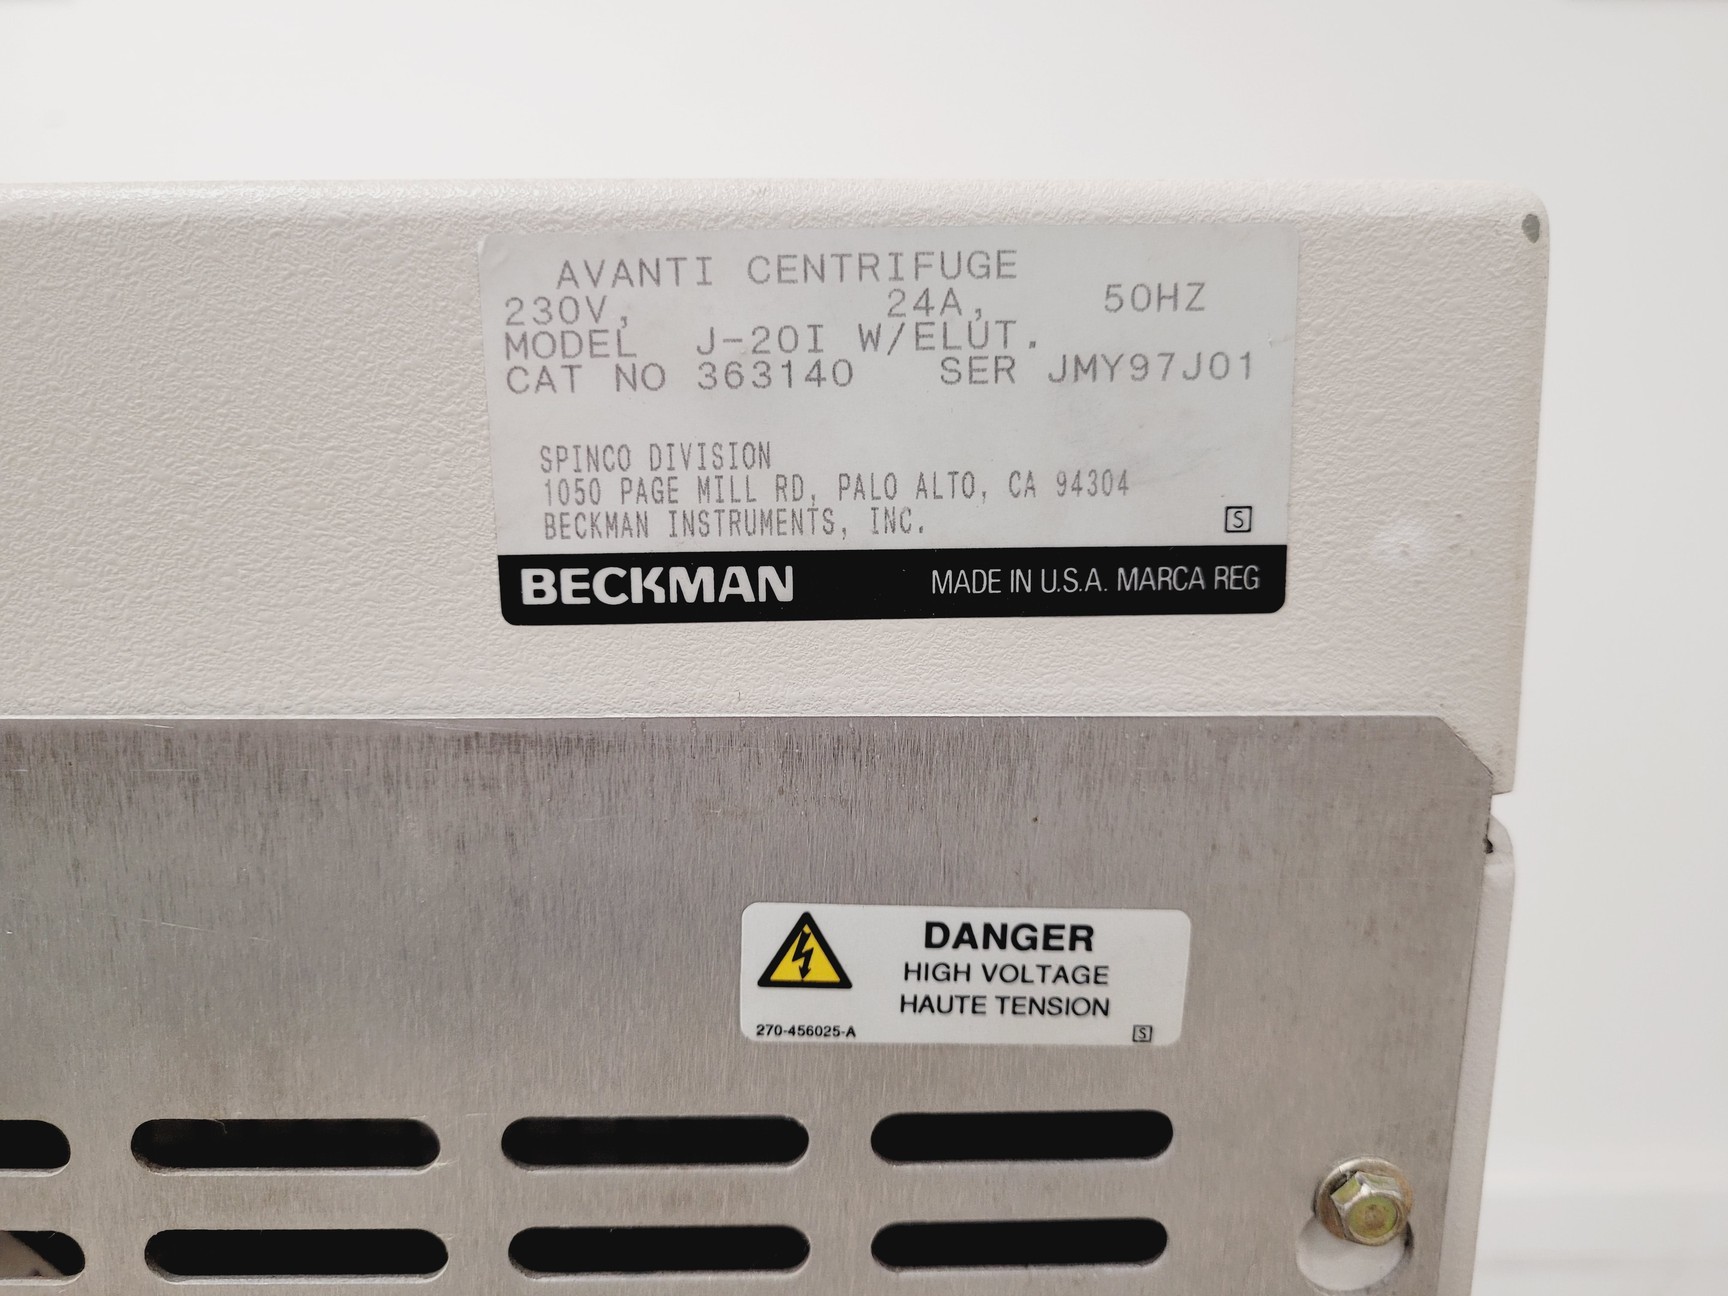 AVANTI CENTRIFUGE
230V, 24A, 50HZ
MODEL J-20I W/ELUT.
CAT NO 363140 SER JMY97J01
SPINCO DIVISION
1050 PAGE MILL RD, PALO ALTO, CA 94304
BECKMAN INSTRUMENTS, INC. S
BECKMAN MADE IN U.S.A. MARCA REG
DANGER
HIGH VOLTAGE
HAUTE TENSION
270-456025-A S